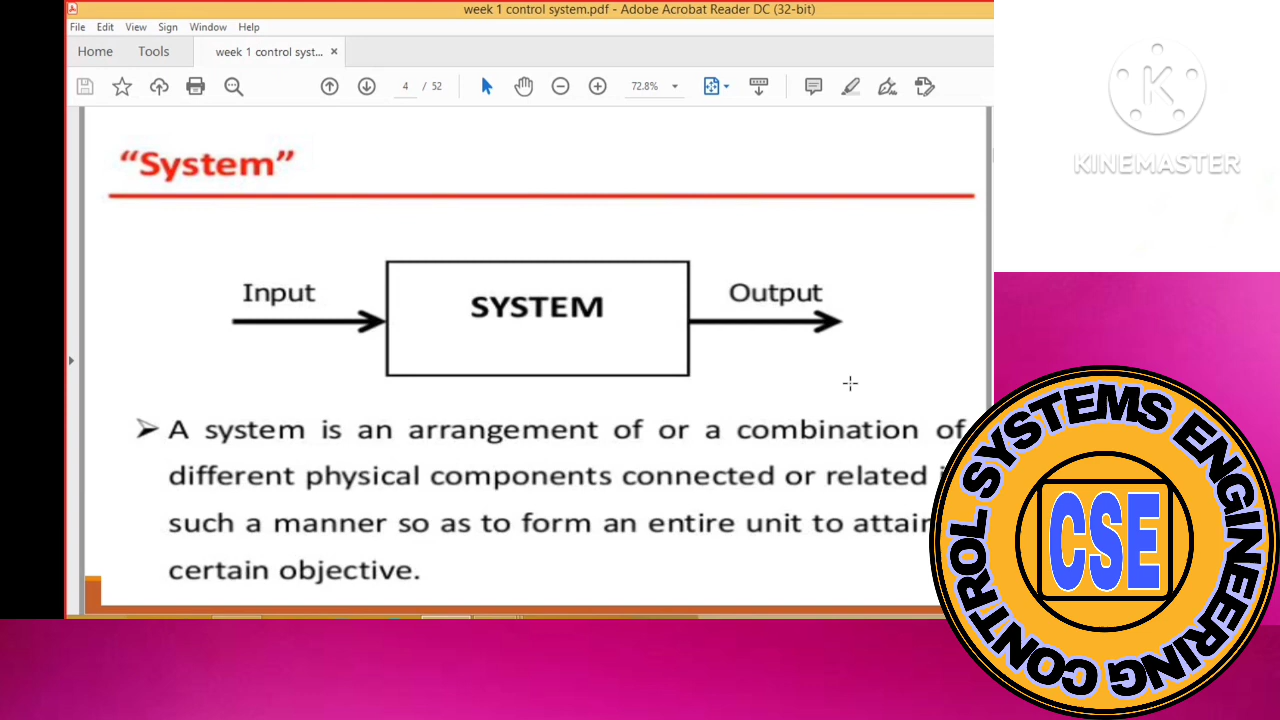 week 1 control system.pdf - Adobe Acrobat Reader DC (32-bit)
File Edit View Sign Window Help
Home Tools week 1 control syst... ×
4 / 52 72.8%
K
KINEMASTER
“System”
Input SYSTEM Output
➢ A system is an arrangement of or a combination of
different physical components connected or related
such a manner so as to form an entire unit to attain
certain objective.
CONTROL SYSTEMS ENGINEERING
CSE